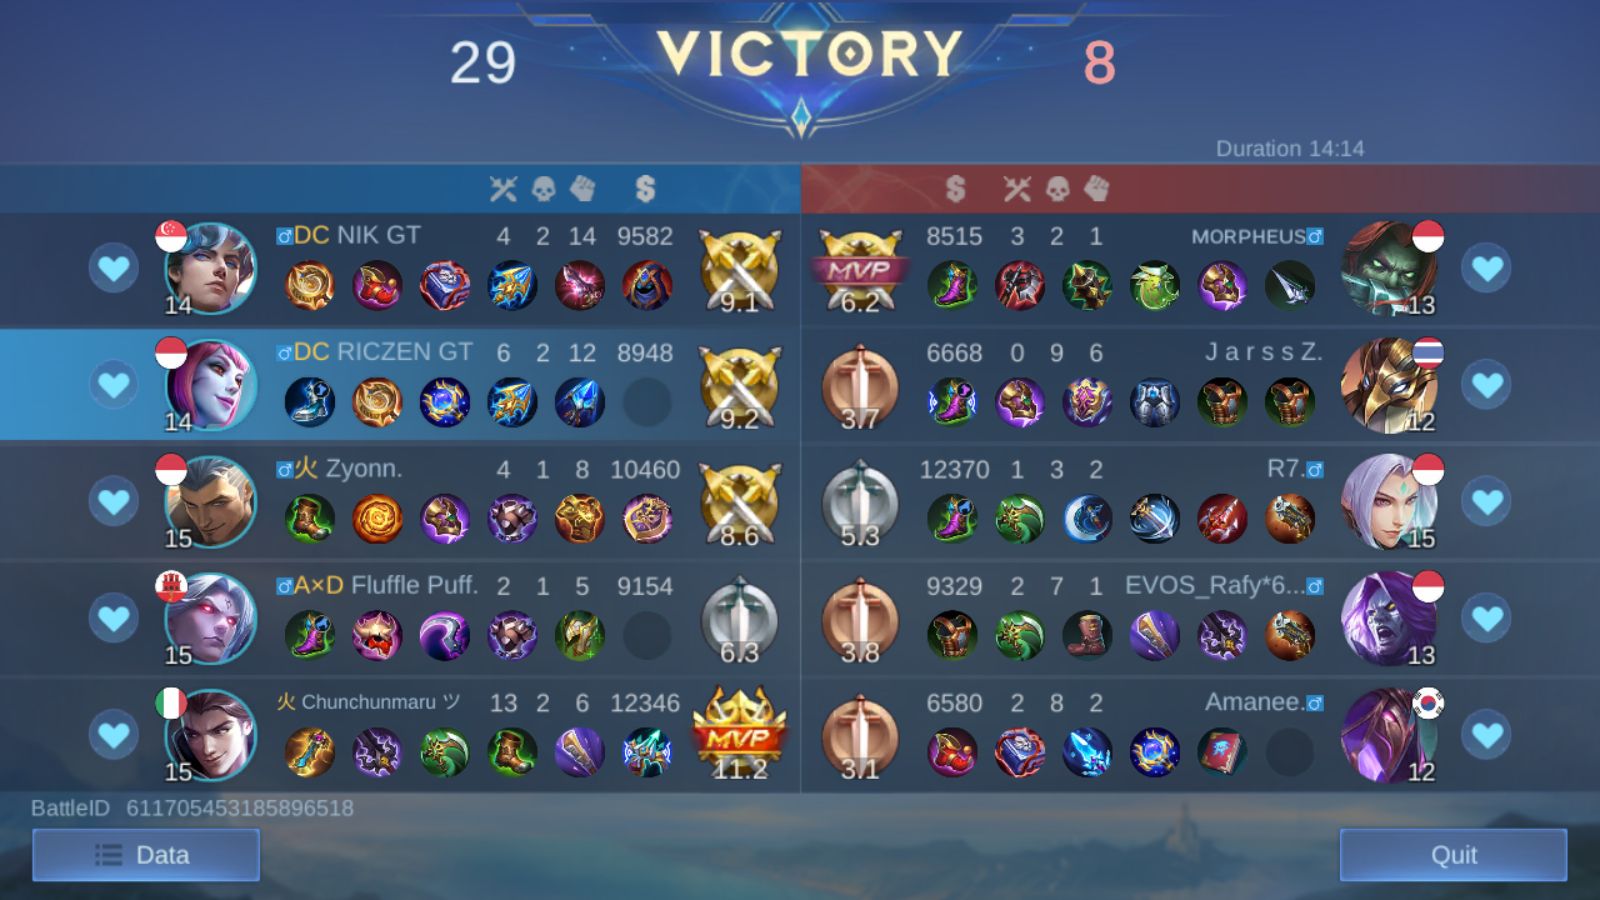 29 VICTORY 8
Duration 14:14
♂DC NIK GT 4 2 14 9582
14 9.1
MVP 8515 3 2 1 MORPHEUS♂
6.2 13
♂DC RICZEN GT 6 2 12 8948
14 9.2
6668 0 9 6 J a r s s Z.
3.7 12
♂火 Zyonn. 4 1 8 10460
15 8.6
12370 1 3 2 R7.♂
5.3 15
♂A×D Fluffle Puff. 2 1 5 9154
15 6.3
9329 2 7 1 EVOS_Rafy*6...♂
3.8 13
火 Chunchunmaru ツ 13 2 6 12346 MVP
15 11.2
6580 2 8 2 Amanee.♂
3.1 12
BattleID 611705453185896518
Data Quit